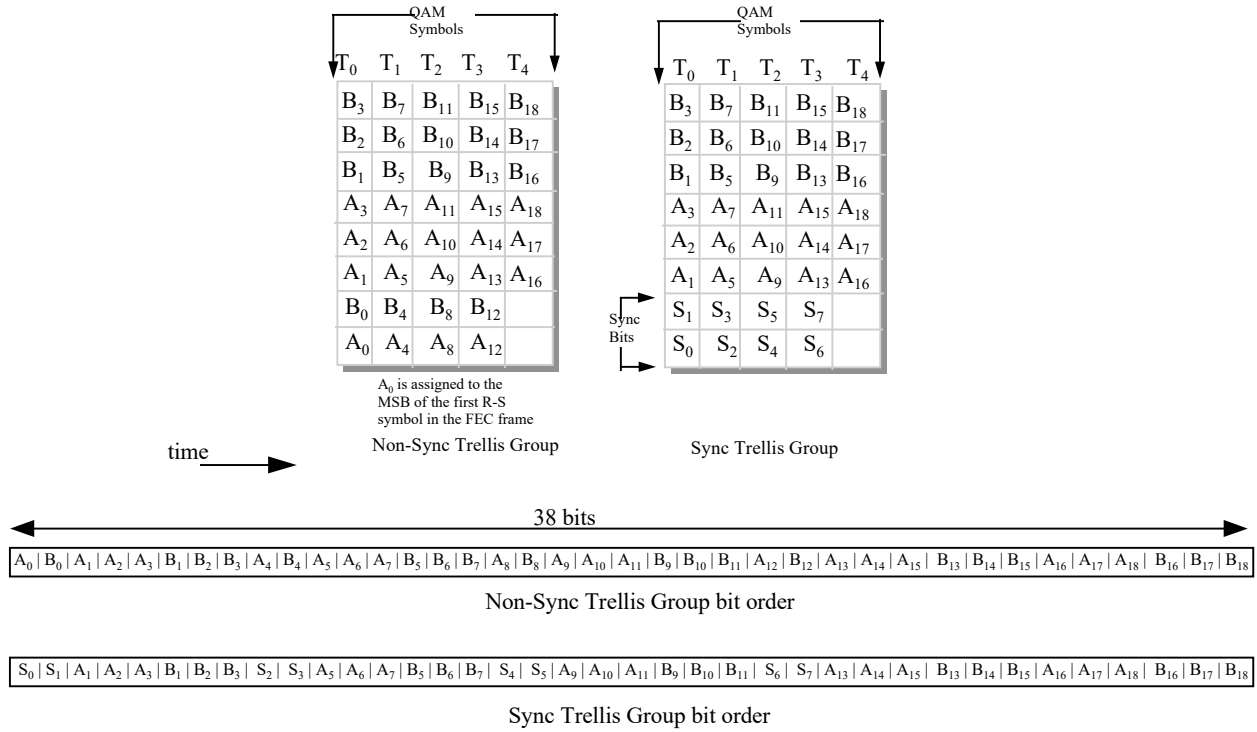 QAM
Symbols
T₀ T₁ T₂ T₃ T₄
B₃ B₇ B₁₁ B₁₅ B₁₈
B₂ B₆ B₁₀ B₁₄ B₁₇
B₁ B₅ B₉ B₁₃ B₁₆
A₃ A₇ A₁₁ A₁₅ A₁₈
A₂ A₆ A₁₀ A₁₄ A₁₇
A₁ A₅ A₉ A₁₃ A₁₆
B₀ B₄ B₈ B₁₂
A₀ A₄ A₈ A₁₂
A₀ is assigned to the
MSB of the first R-S
symbol in the FEC frame
Non-Sync Trellis Group
QAM
Symbols
T₀ T₁ T₂ T₃ T₄
B₃ B₇ B₁₁ B₁₅ B₁₈
B₂ B₆ B₁₀ B₁₄ B₁₇
B₁ B₅ B₉ B₁₃ B₁₆
A₃ A₇ A₁₁ A₁₅ A₁₈
A₂ A₆ A₁₀ A₁₄ A₁₇
A₁ A₅ A₉ A₁₃ A₁₆
S₁ S₃ S₅ S₇
S₀ S₂ S₄ S₆
Sync
Bits
Sync Trellis Group
time
38 bits
A₀ | B₀ | A₁ | A₂ | A₃ | B₁ | B₂ | B₃ | A₄ | B₄ | A₅ | A₆ | A₇ | B₅ | B₆ | B₇ | A₈ | B₈ | A₉ | A₁₀ | A₁₁ | B₉ | B₁₀ | B₁₁ | A₁₂ | B₁₂ | A₁₃ | A₁₄ | A₁₅ | B₁₃ | B₁₄ | B₁₅ | A₁₆ | A₁₇ | A₁₈ | B₁₆ | B₁₇ | B₁₈
Non-Sync Trellis Group bit order
S₀ | S₁ | A₁ | A₂ | A₃ | B₁ | B₂ | B₃ | S₂ | S₃ | A₅ | A₆ | A₇ | B₅ | B₆ | B₇ | S₄ | S₅ | A₉ | A₁₀ | A₁₁ | B₉ | B₁₀ | B₁₁ | S₆ | S₇ | A₁₃ | A₁₄ | A₁₅ | B₁₃ | B₁₄ | B₁₅ | A₁₆ | A₁₇ | A₁₈ | B₁₆ | B₁₇ | B₁₈
Sync Trellis Group bit order